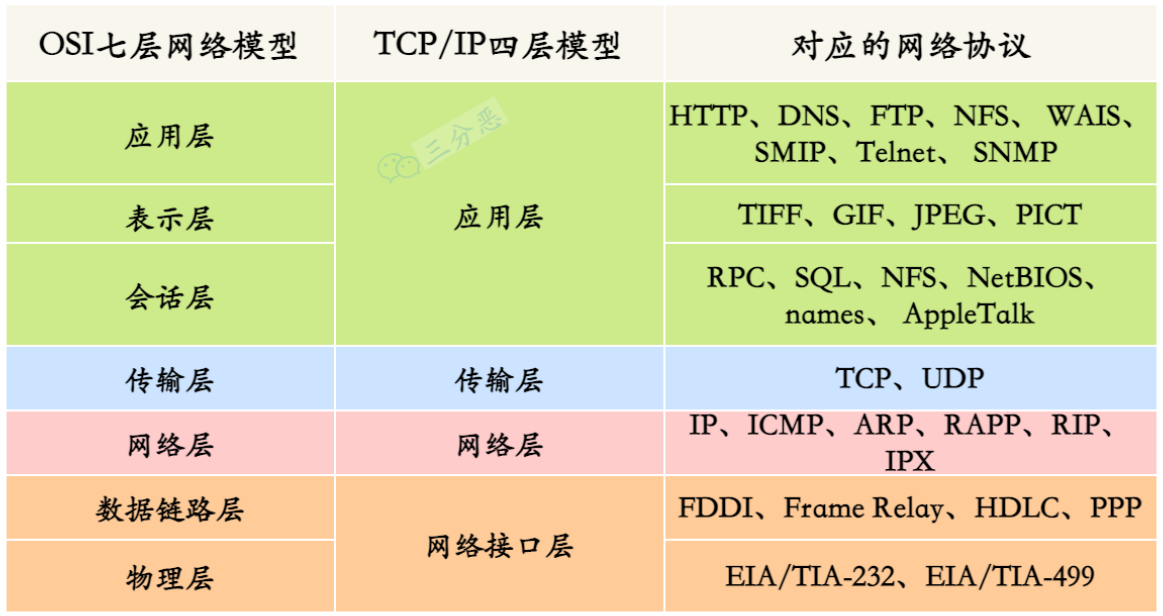 OSI七层网络模型 TCP/IP四层模型 对应的网络协议
应用层
HTTP、DNS、FTP、NFS、 WAIS、
SMIP、Telnet、 SNMP
三分恶
表示层 应用层 TIFF、GIF、JPEG、PICT
会话层
RPC、SQL、NFS、NetBIOS、
names、 AppleTalk
传输层 传输层 TCP、UDP
网络层 网络层
IP、ICMP、ARP、RAPP、RIP、
IPX
数据链路层 FDDI、Frame Relay、HDLC、PPP
网络接口层
物理层 EIA/TIA-232、EIA/TIA-499